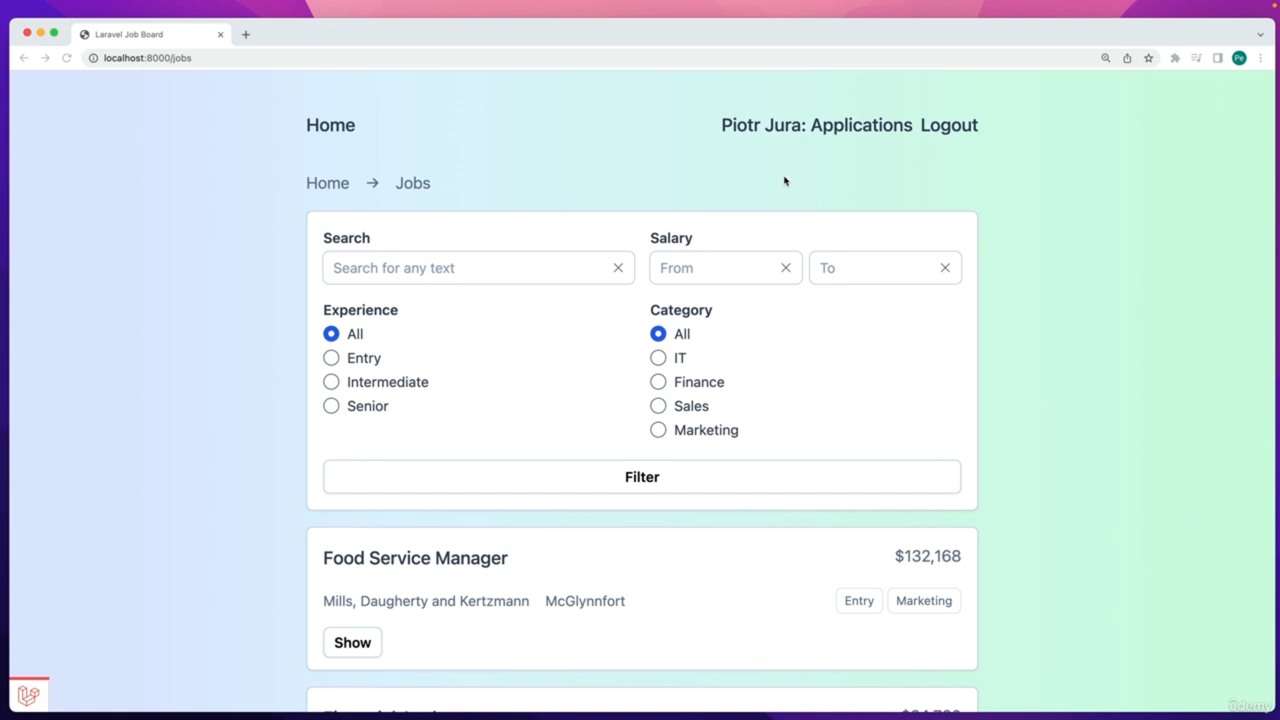 Laravel Job Board
localhost:8000/jobs
Pe
Home
Piotr Jura: Applications Logout
Home → Jobs
Search
Salary
Search for any text
From
To
Experience
Category
All
All
Entry
IT
Intermediate
Finance
Senior
Sales
Marketing
Filter
Food Service Manager
$132,168
Mills, Daugherty and Kertzmann McGlynnfort
Entry
Marketing
Show
ûdemy